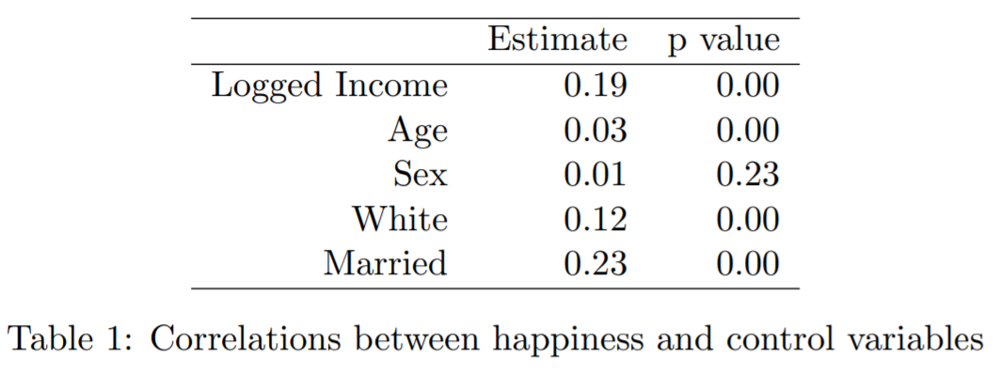 Estimate p value
Logged Income 0.19 0.00
Age 0.03 0.00
Sex 0.01 0.23
White 0.12 0.00
Married 0.23 0.00
Table 1: Correlations between happiness and control variables